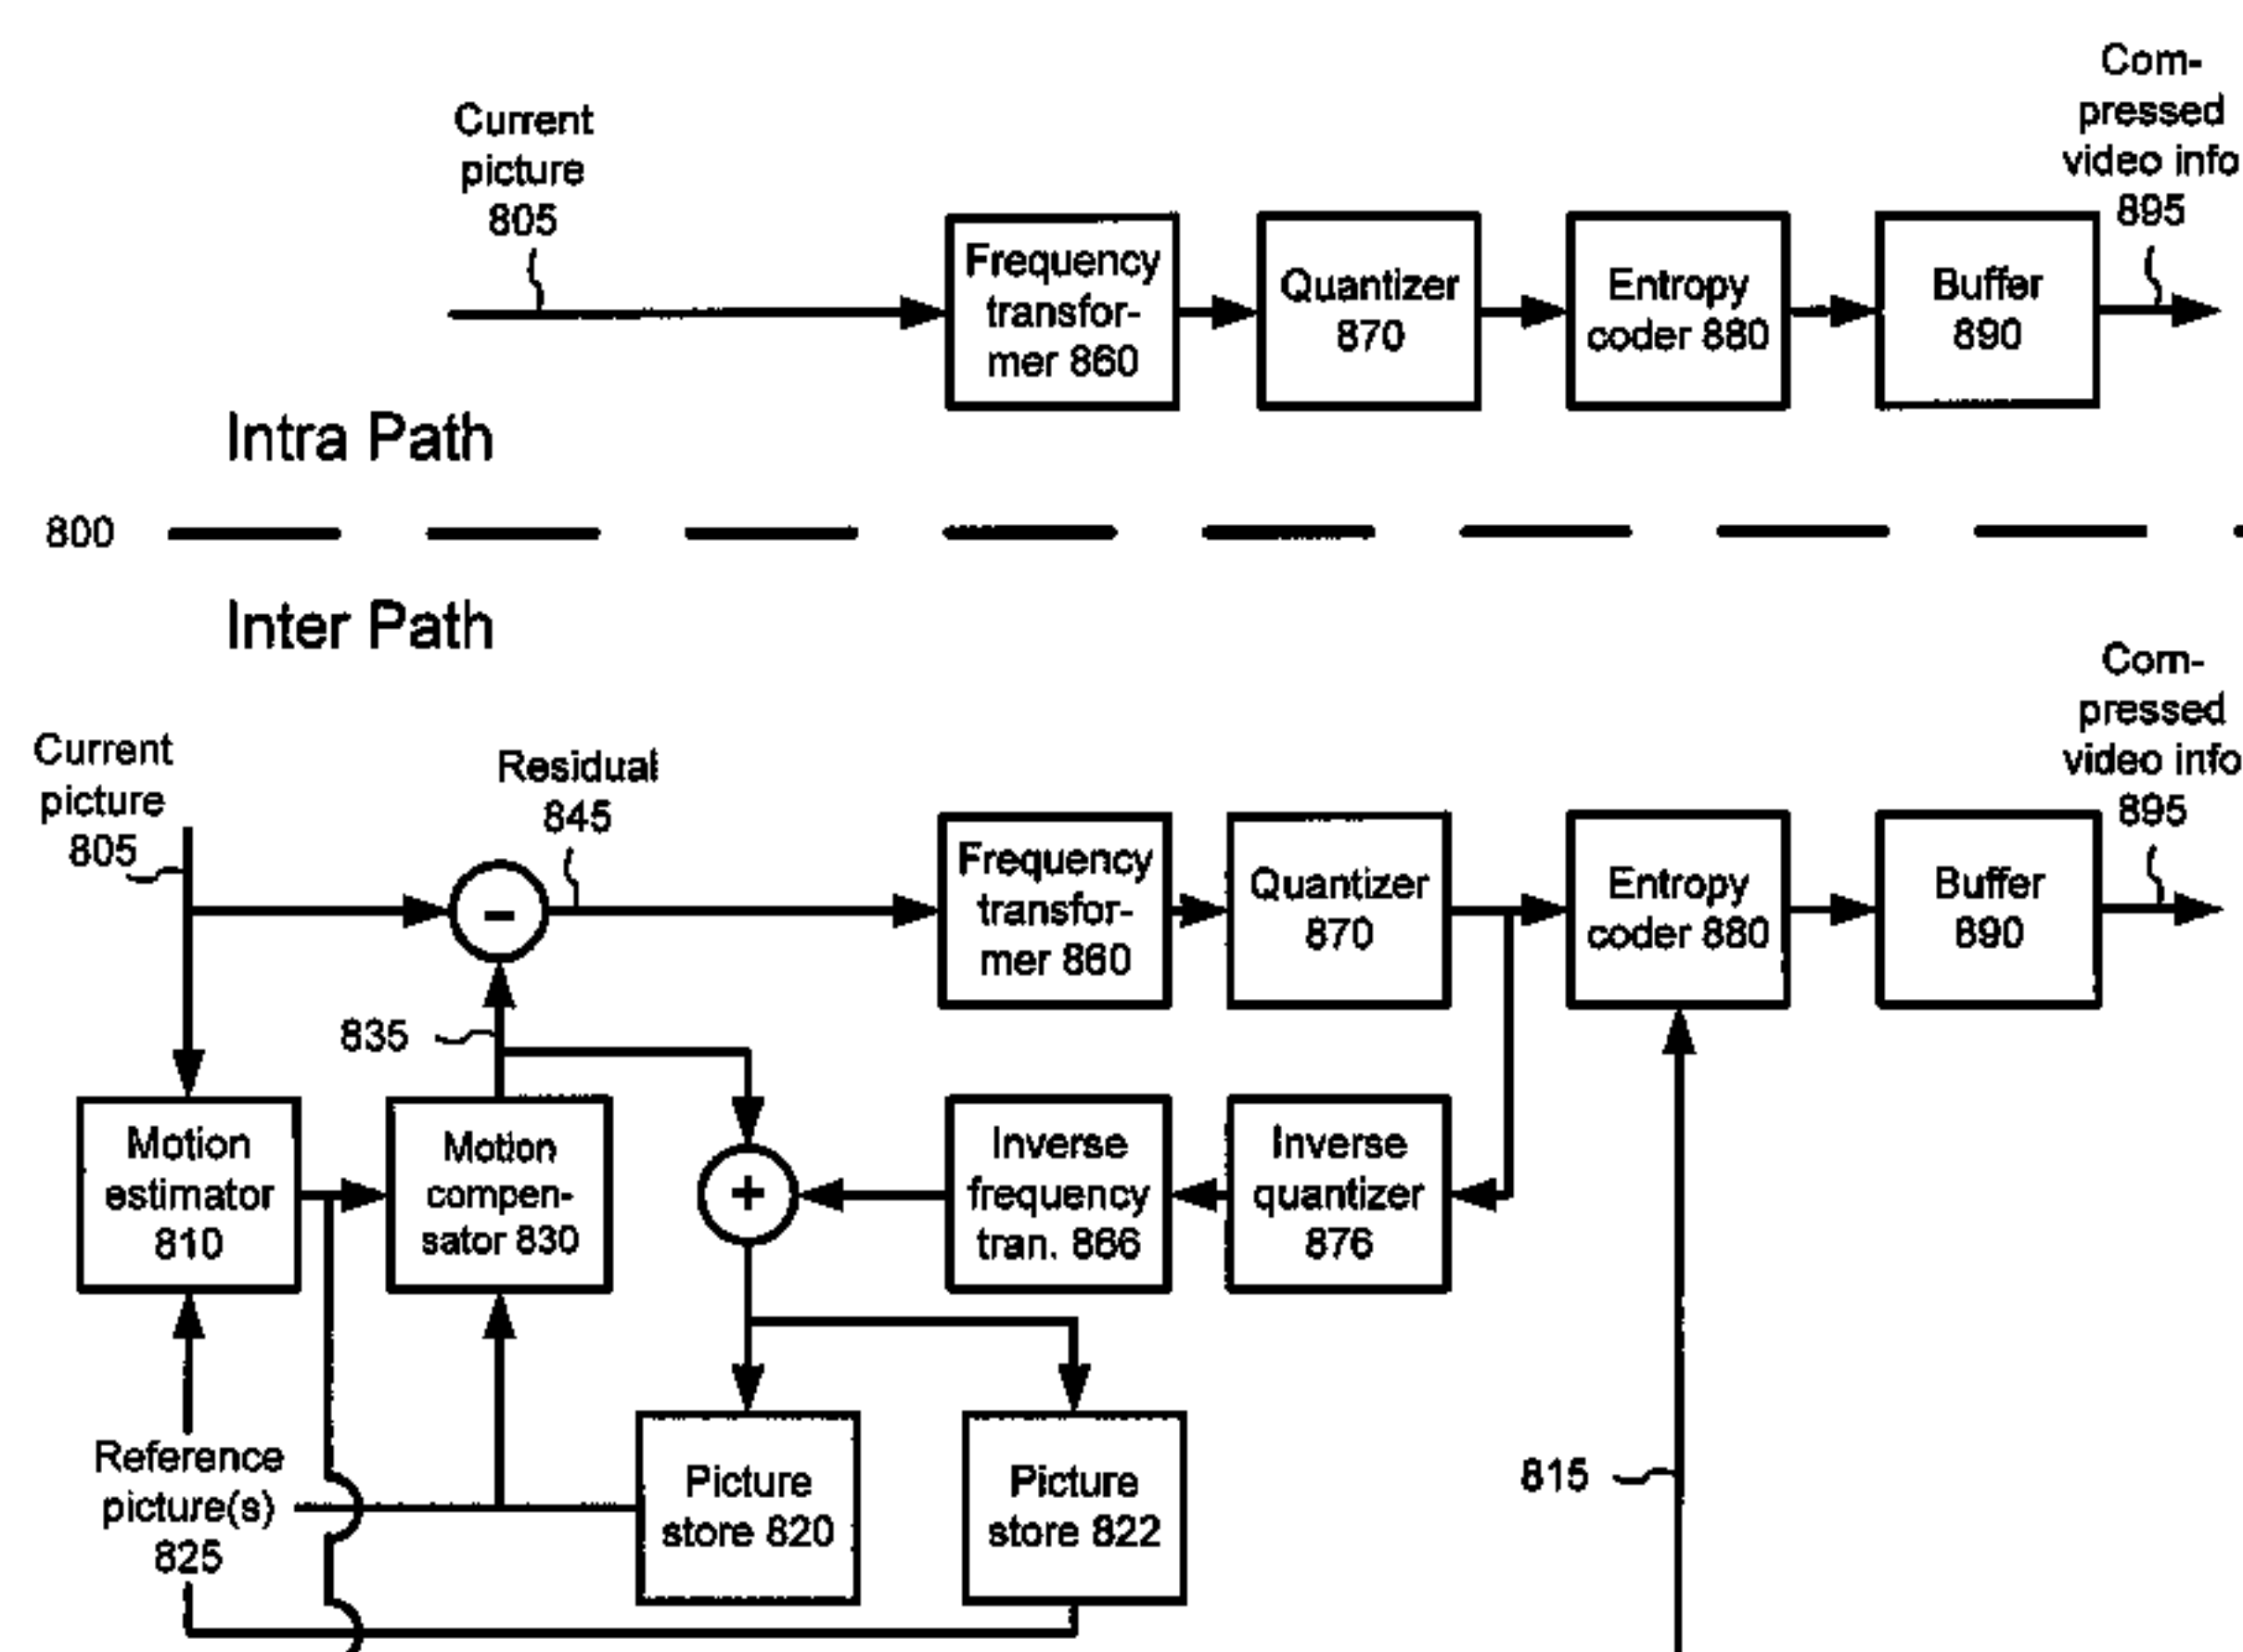 Current
picture
805
Com-
pressed
video info
895
Frequency
transfor-
mer 860
Quantizer
870
Entropy
coder 880
Buffer
890
Intra Path
800
Inter Path
Current
picture
805
Residual
845
Com-
pressed
video info
895
Frequency
transfor-
mer 860
Quantizer
870
Entropy
coder 880
Buffer
890
-
835
Motion
estimator
810
Motion
compen-
sator 830
+
Inverse
frequency
tran. 866
Inverse
quantizer
876
Reference
picture(s)
825
Picture
store 820
Picture
store 822
815